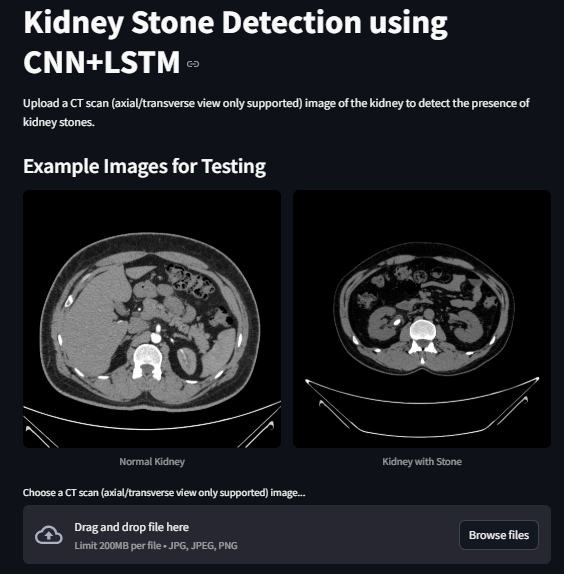 Kidney Stone Detection using
CNN+LSTM
Upload a CT scan (axial/transverse view only supported) image of the kidney to detect the presence of
kidney stones.
Example Images for Testing
Normal Kidney
Kidney with Stone
Choose a CT scan (axial/transverse view only supported) image...
Drag and drop file here
Limit 200MB per file • JPG, JPEG, PNG
Browse files